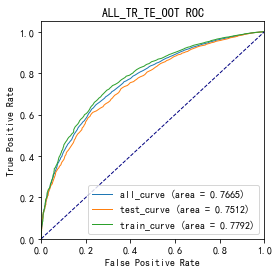 ALL_TR_TE_OOT ROC
1.0
0.8
0.6
0.4
0.2
0.0
True Positive Rate
all_curve (area = 0.7665)
test_curve (area = 0.7512)
train_curve (area = 0.7792)
0.0 0.2 0.4 0.6 0.8 1.0
False Positive Rate